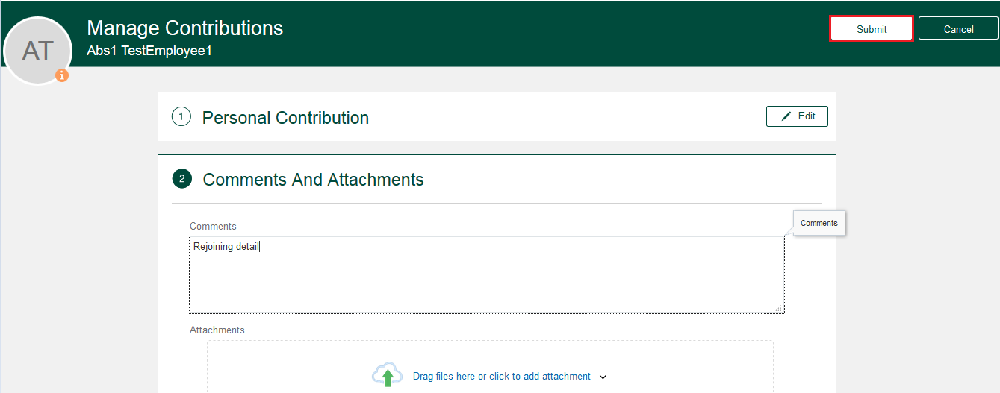 AT
i
Manage Contributions
Abs1 TestEmployee1
Submit
Cancel
1
Personal Contribution
Edit
2
Comments And Attachments
Comments
Comments
Rejoining detail
Attachments
Drag files here or click to add attachment